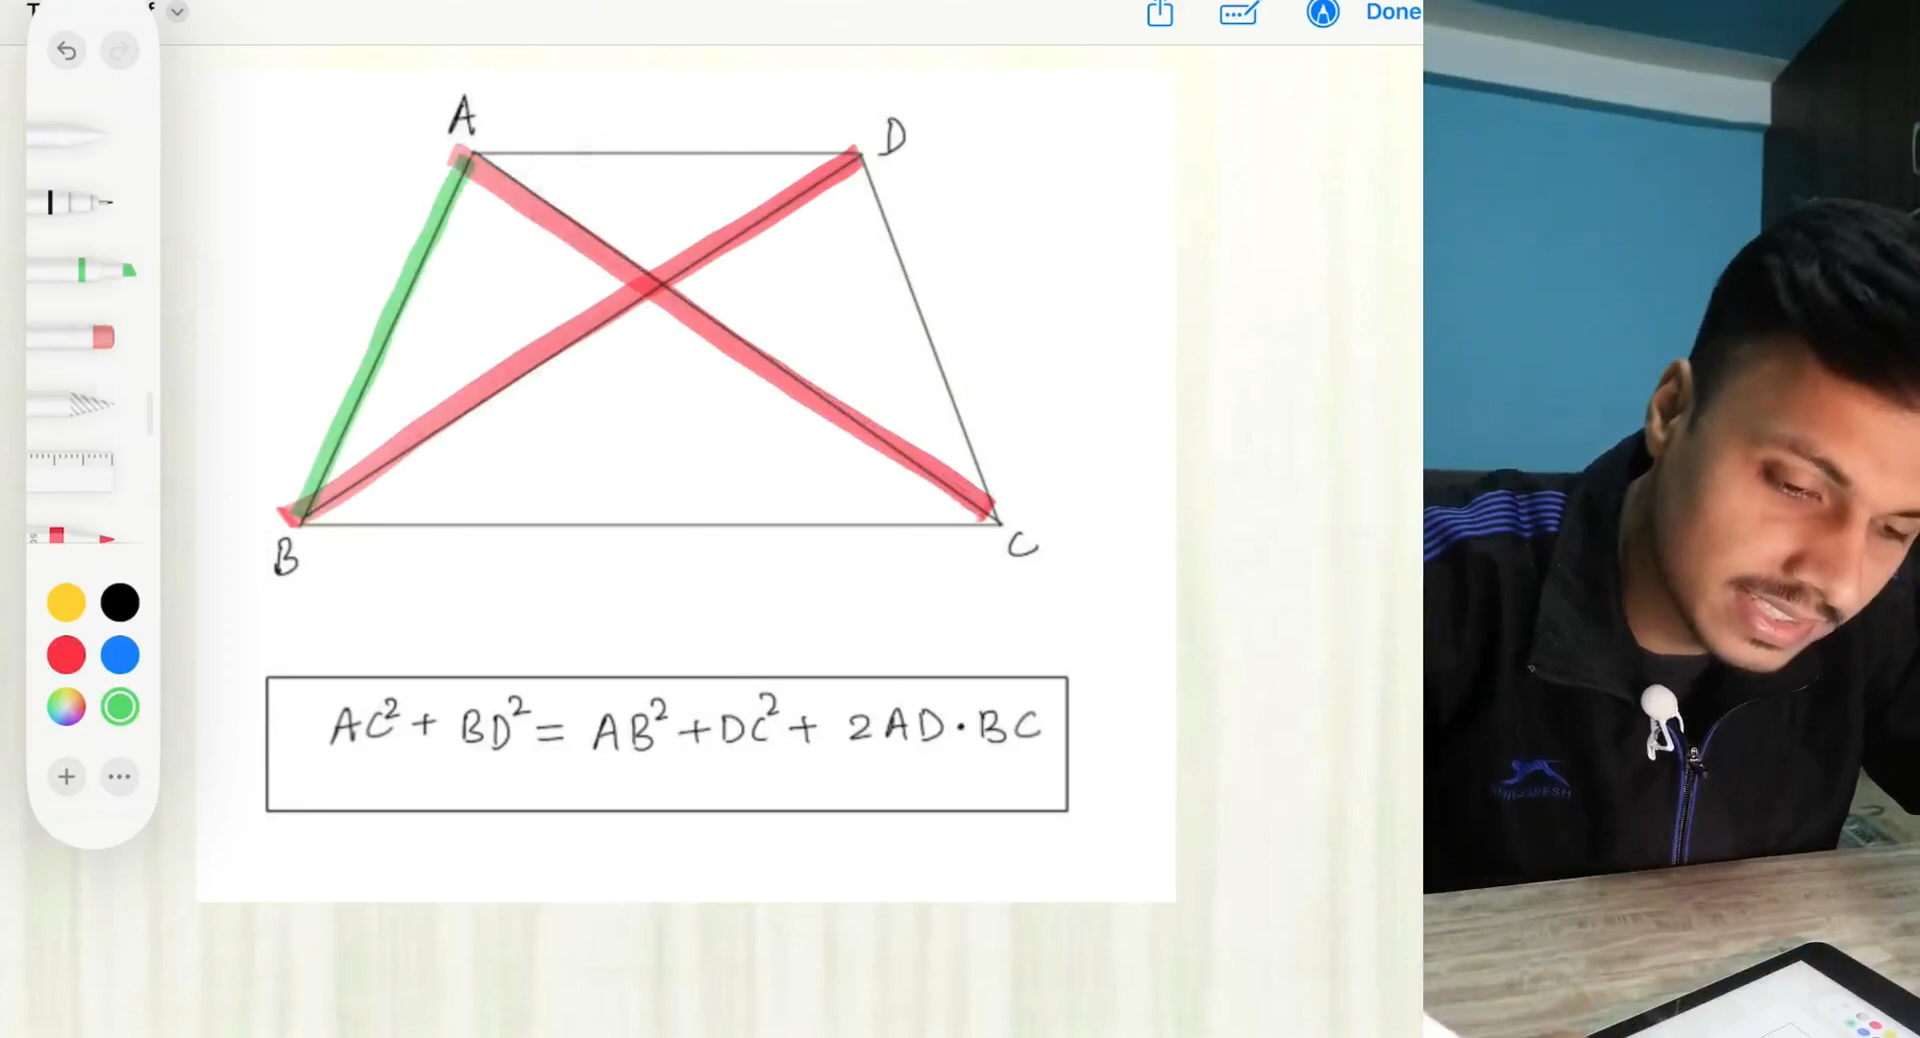 Done
A
D
B
C
AC² + BD² = AB² + DC² + 2AD · BC